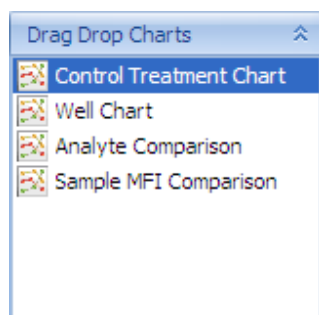 Drag Drop Charts
Control Treatment Chart
Well Chart
Analyte Comparison
Sample MFI Comparison